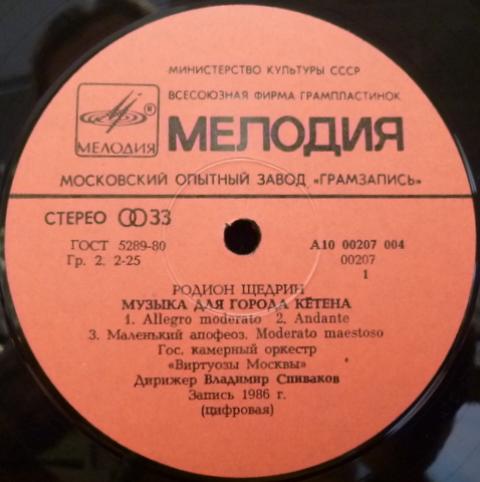 МИНИСТЕРСТВО КУЛЬТУРЫ СССР
ВСЕСОЮЗНАЯ ФИРМА ГРАМПЛАСТИНОК
МЕЛОДИЯ ®
МЕЛОДИЯ
МОСКОВСКИЙ ОПЫТНЫЙ ЗАВОД «ГРАМЗАПИСЬ»
СТЕРЕО 33
ГОСТ 5289-80
Гр. 2. 2-25
А10 00207 004
00207
1
РОДИОН ЩЕДРИН
МУЗЫКА ДЛЯ ГОРОДА КЁТЕНА
1. Allegro moderato 2. Andante
3. Маленький апофеоз. Moderato maestoso
Гос. камерный оркестр
«Виртуозы Москвы»
Дирижер Владимир Спиваков
Запись 1986 г.
(цифровая)